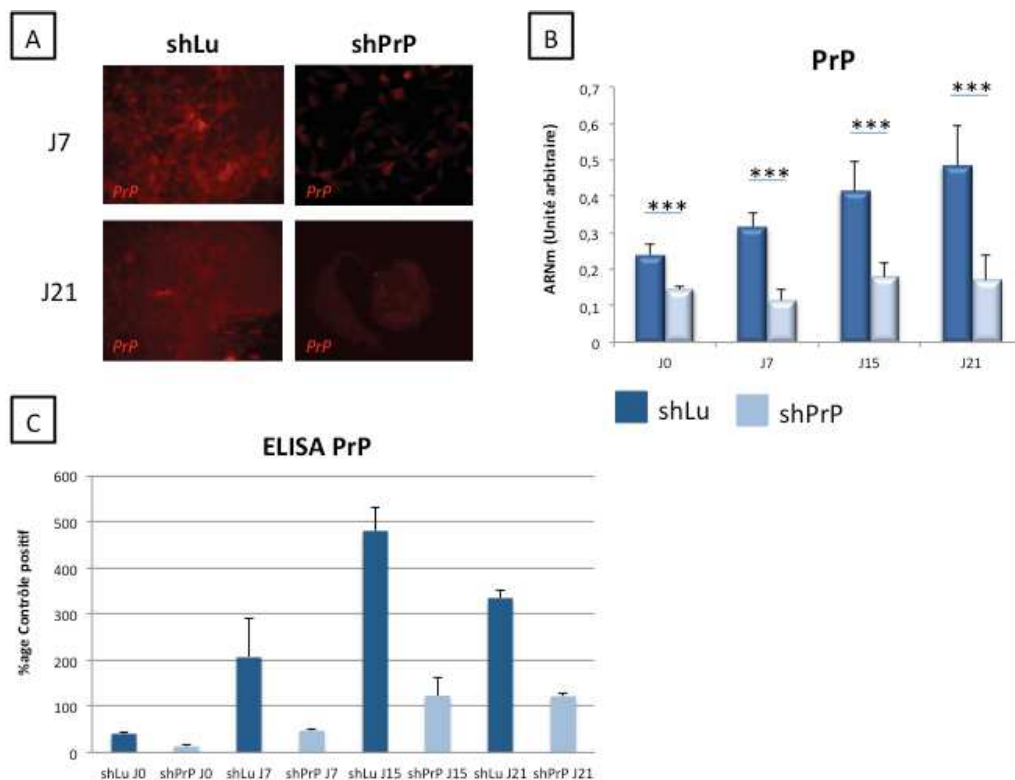 A
shLu
shPrP
J7
PrP
PrP
J21
PrP
PrP
B
PrP
ARNm (Unité arbitraire)
0,7
0,6
0,5
0,4
0,3
0,2
0,1
0
***
***
***
***
J0
J7
J15
J21
shLu
shPrP
C
ELISA PrP
%age Contrôle positif
600
500
400
300
200
100
0
shLu J0
shPrP J0
shLu J7
shPrP J7
shLu J15
shPrP J15
shLu J21
shPrP J21